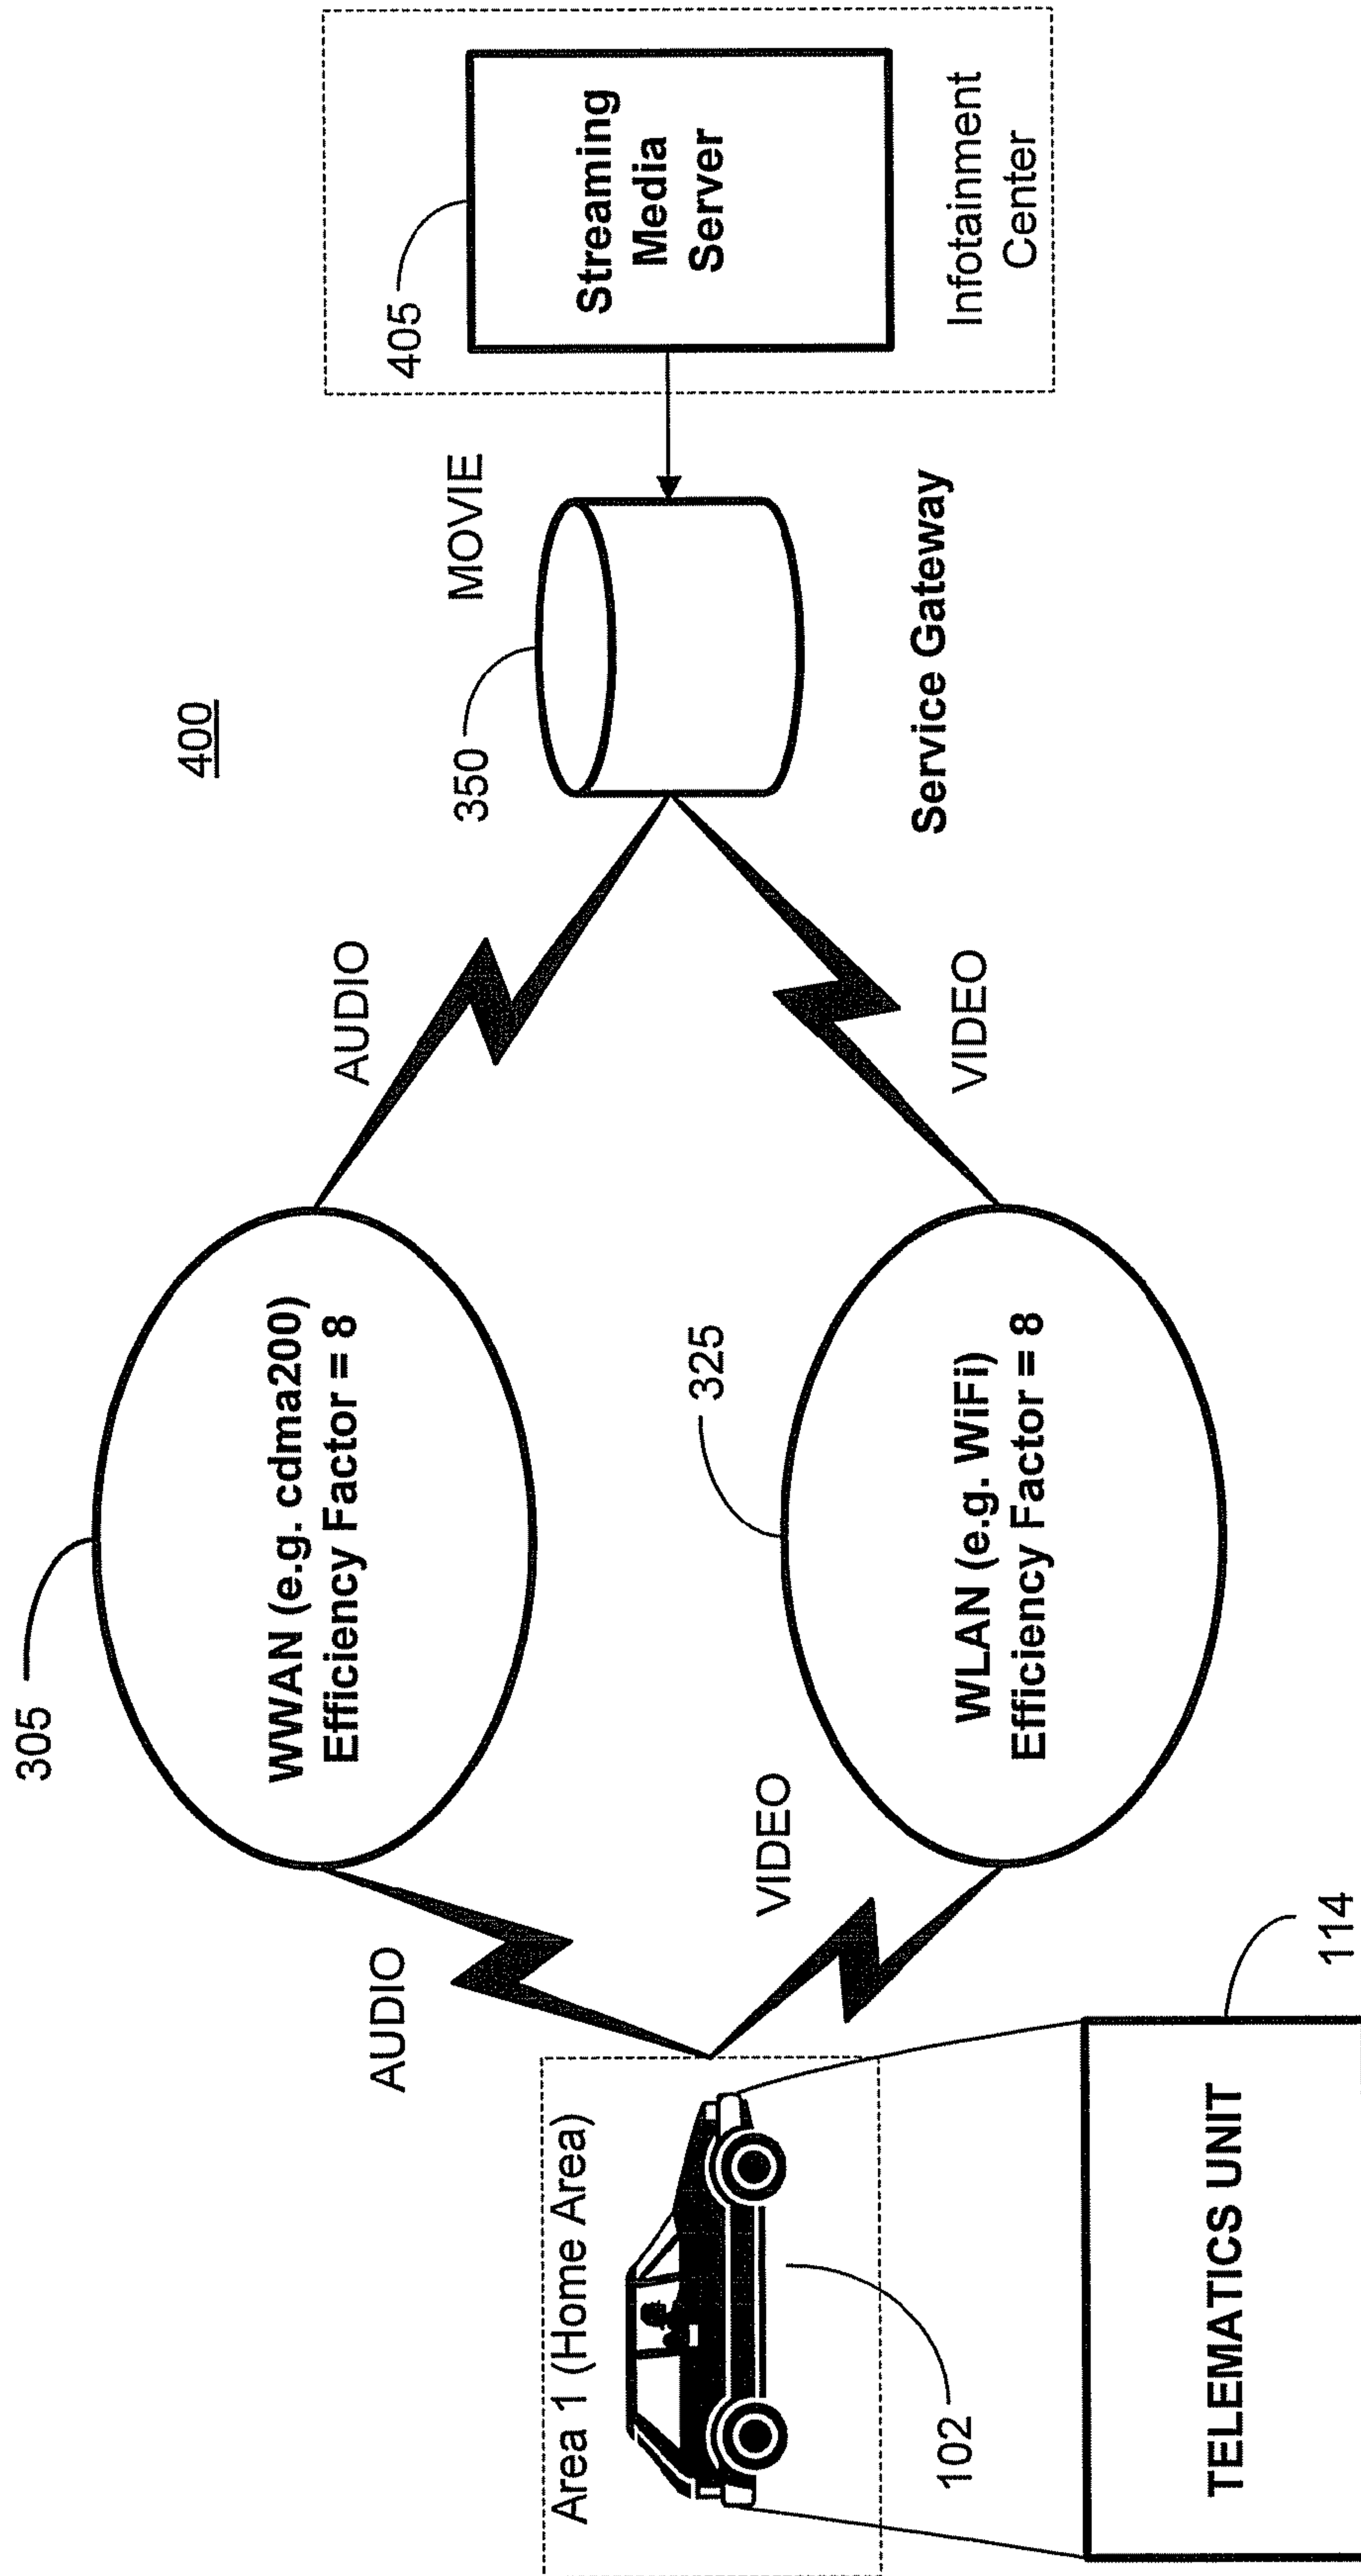 400
305
WWAN (e.g. cdma200)
Efficiency Factor = 8
AUDIO
AUDIO
405
Streaming
Media
Server
Infotainment
Center
MOVIE
350
Service Gateway
Area 1 (Home Area)
102
VIDEO
325
WLAN (e.g. WiFi)
Efficiency Factor = 8
VIDEO
TELEMATICS UNIT
114